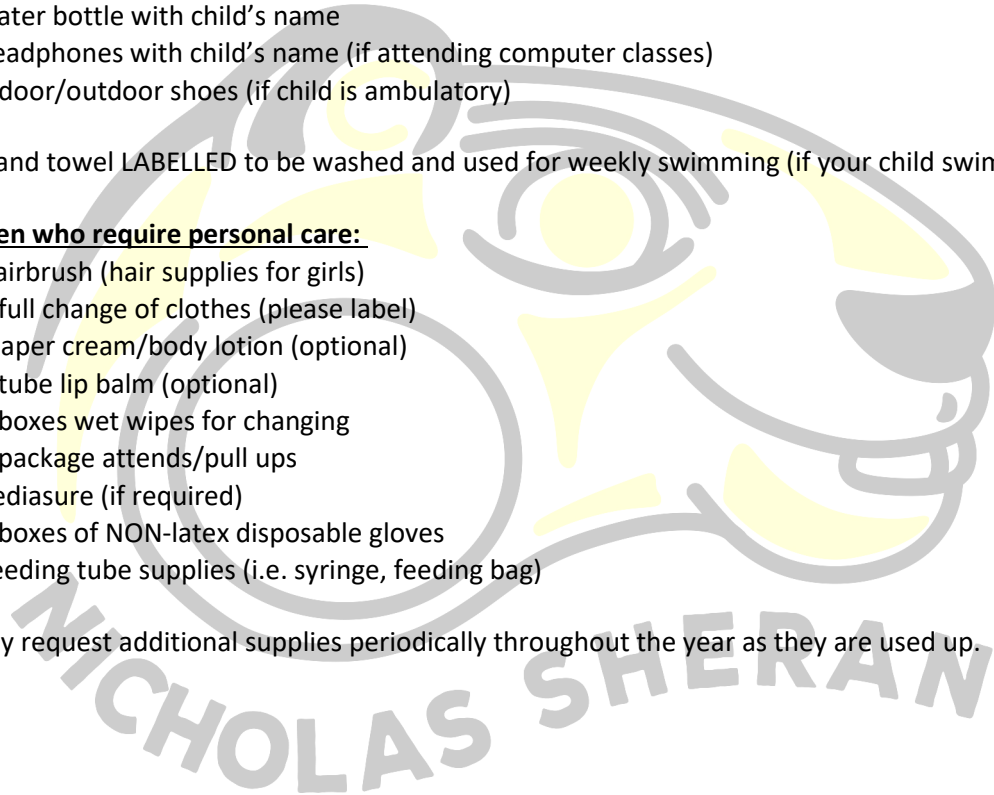 ater bottle with child's name
eadphones with child's name (if attending computer classes)
door/outdoor shoes (if child is ambulatory)
and towel LABELLED to be washed and used for weekly swimming (if your child swim
en who require personal care:
airbrush (hair supplies for girls)
full change of clothes (please label)
aper cream/body lotion (optional)
tube lip balm (optional)
boxes wet wipes for changing
package attends/pull ups
ediasure (if required)
boxes of NON-latex disposable gloves
eeding tube supplies (i.e. syringe, feeding bag)
y request additional supplies periodically throughout the year as they are used up.
NICHOLAS SHERAN